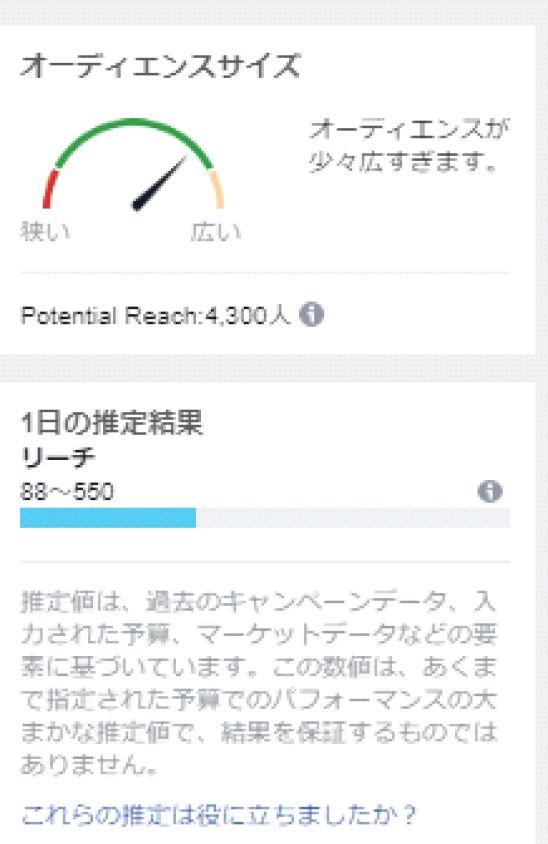 オーディエンスサイズ
オーディエンスが
少々広すぎます。
狭い
広い
Potential Reach:4,300人
1日の推定結果
リーチ
88〜550
推定値は、過去のキャンペーンデータ、入
力された予算、マーケットデータなどの要
素に基づいています。この数値は、あくま
で指定された予算でのパフォーマンスの大
まかな推定値で、結果を保証するものでは
ありません。
これらの推定は役に立ちましたか？